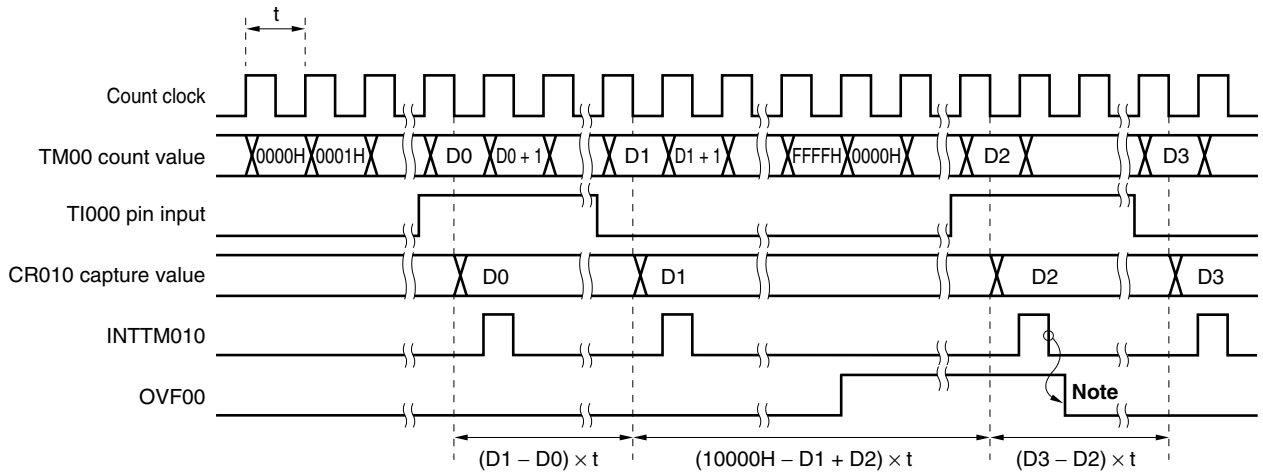 t
Count clock
TM00 count value 0000H 0001H D0 D0 + 1 D1 D1 + 1 FFFFH 0000H D2 D3
TI000 pin input
CR010 capture value D0 D1 D2 D3
INTTM010
OVF00 Note
(D1 – D0) × t (10000H – D1 + D2) × t (D3 – D2) × t